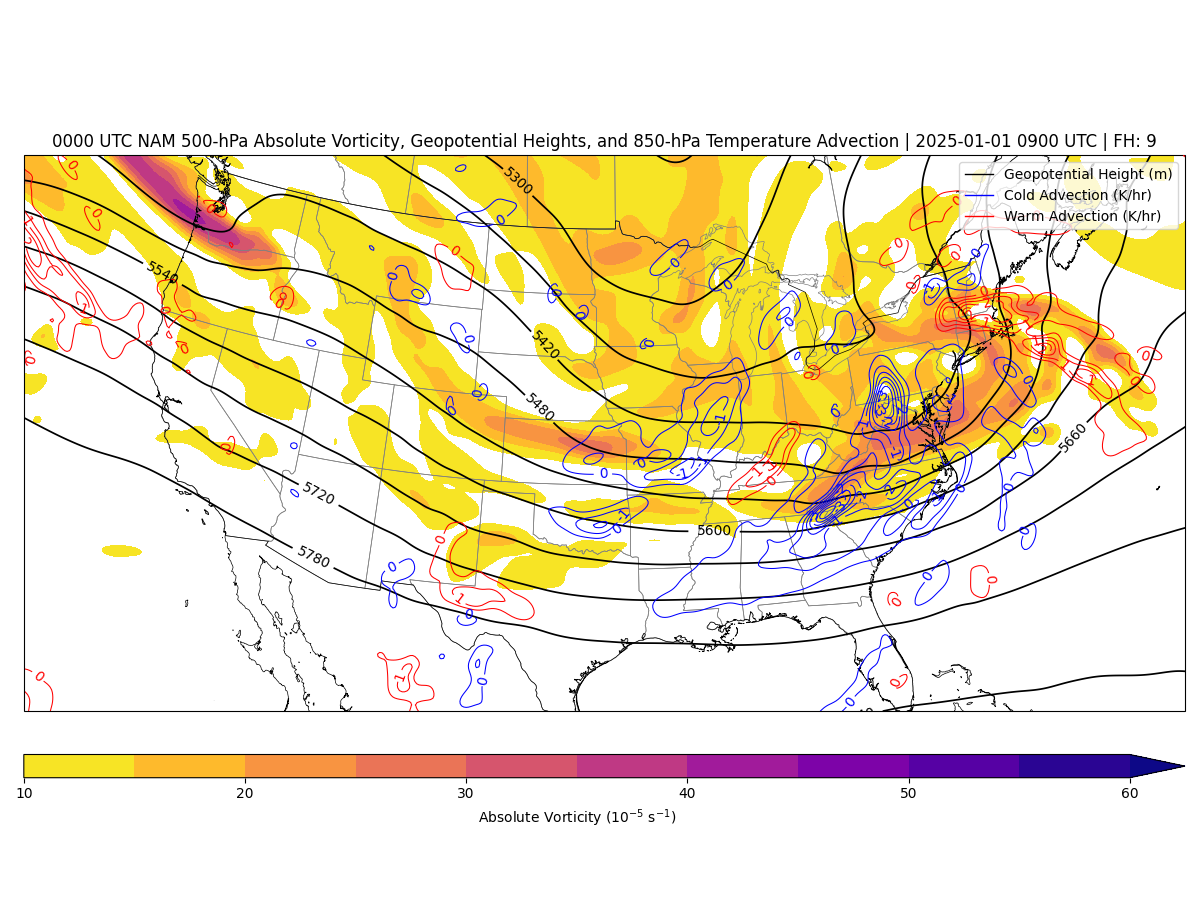 0000 UTC NAM 500-hPa Absolute Vorticity, Geopotential Heights, and 850-hPa Temperature Advection | 2025-01-01 0900 UTC | FH: 9
Geopotential Height (m)
Cold Advection (K/hr)
Warm Advection (K/hr)
5300
5540
5420
5480
5660
5720
5600
5780
10 20 30 40 50 60
Absolute Vorticity (10⁻⁵ s⁻¹)